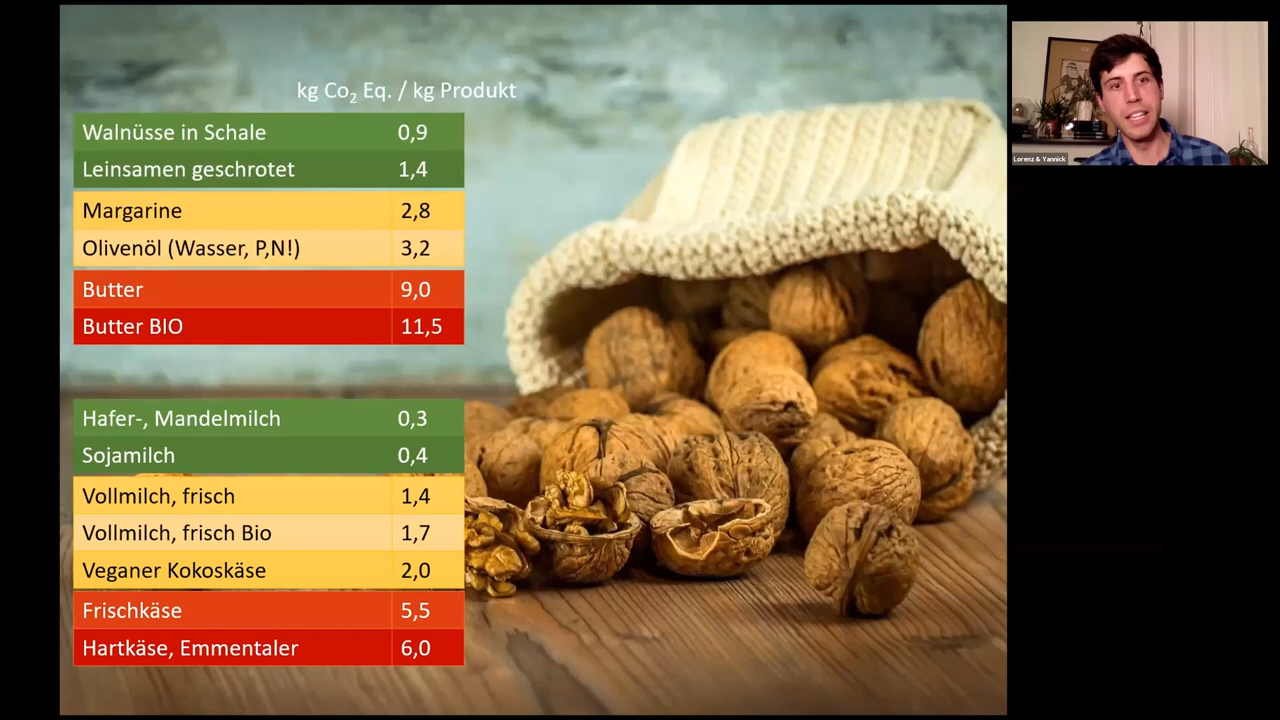 kg Co₂ Eq. / kg Produkt
Walnüsse in Schale 0,9
Leinsamen geschrotet 1,4
Margarine 2,8
Olivenöl (Wasser, P,N!) 3,2
Butter 9,0
Butter BIO 11,5
Hafer-, Mandelmilch 0,3
Sojamilch 0,4
Vollmilch, frisch 1,4
Vollmilch, frisch Bio 1,7
Veganer Kokoskäse 2,0
Frischkäse 5,5
Hartkäse, Emmentaler 6,0
Lorenz & Yannick